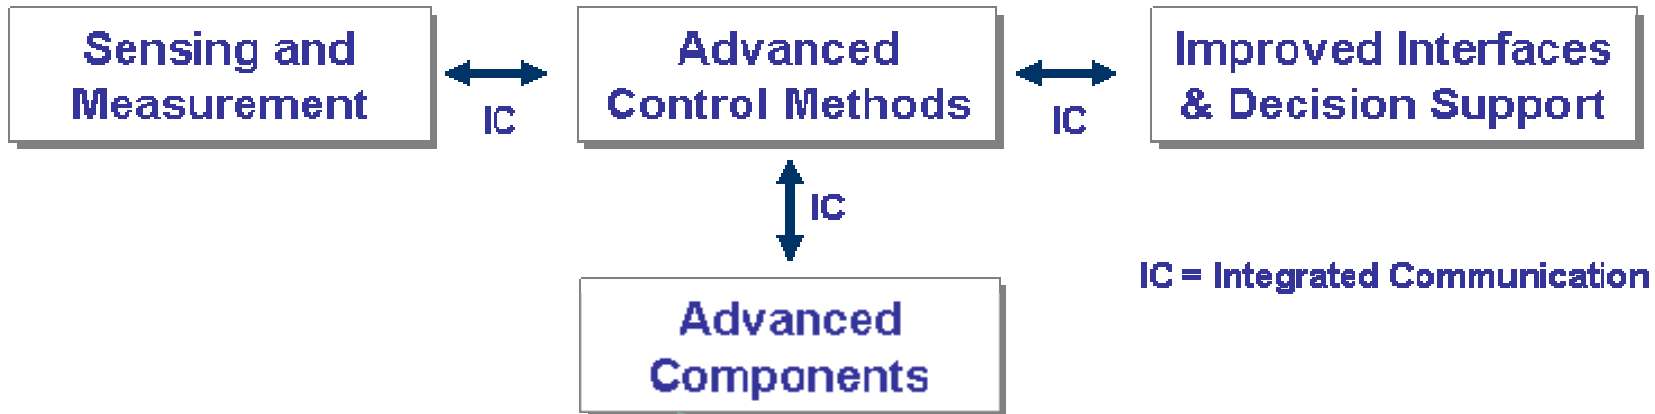 Sensing and
Measurement
IC
Advanced
Control Methods
IC
Improved Interfaces
& Decision Support
IC
IC = Integrated Communication
Advanced
Components